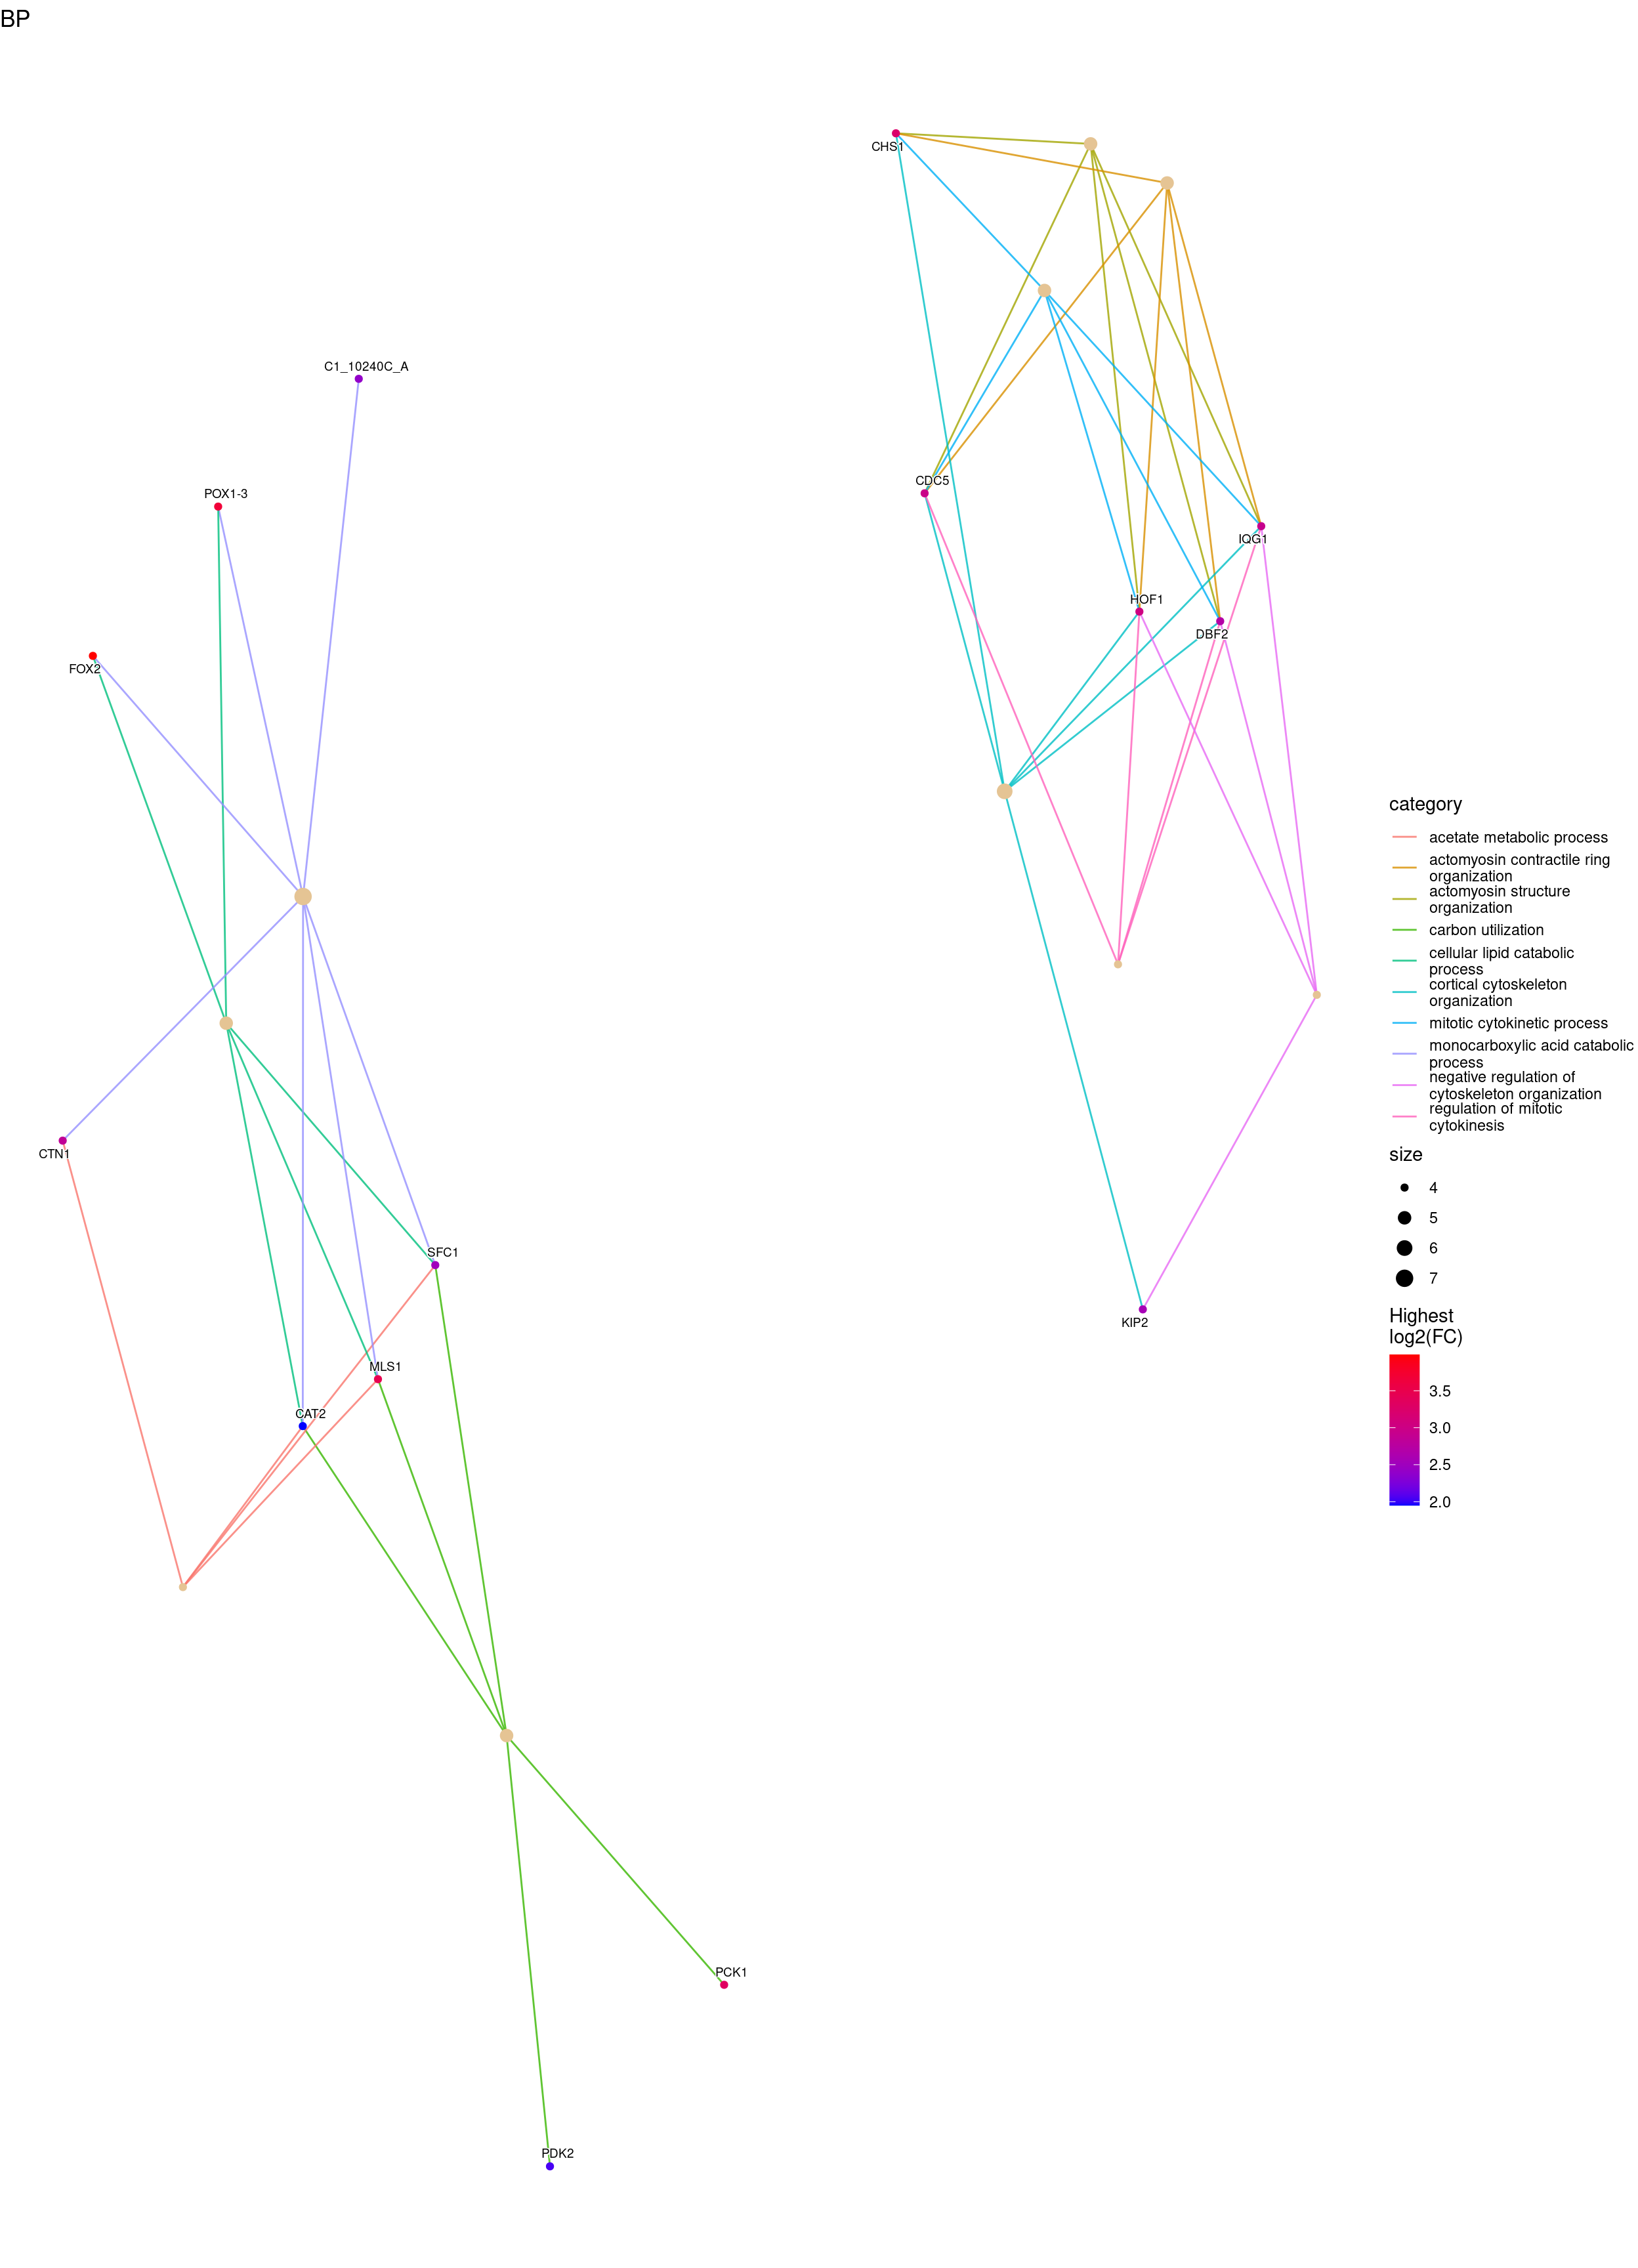 BP
CHS1
C1_10240C_A
CDC5
POX1-3
IQG1
HOF1
DBF2
FOX2
CTN1
SFC1
KIP2
MLS1
CAT2
PCK1
PDK2
category
acetate metabolic process
actomyosin contractile ring
organization
actomyosin structure
organization
carbon utilization
cellular lipid catabolic
process
cortical cytoskeleton
organization
mitotic cytokinetic process
monocarboxylic acid catabolic
process
negative regulation of
cytoskeleton organization
regulation of mitotic
cytokinesis
size
4
5
6
7
Highest
log2(FC)
3.5
3.0
2.5
2.0